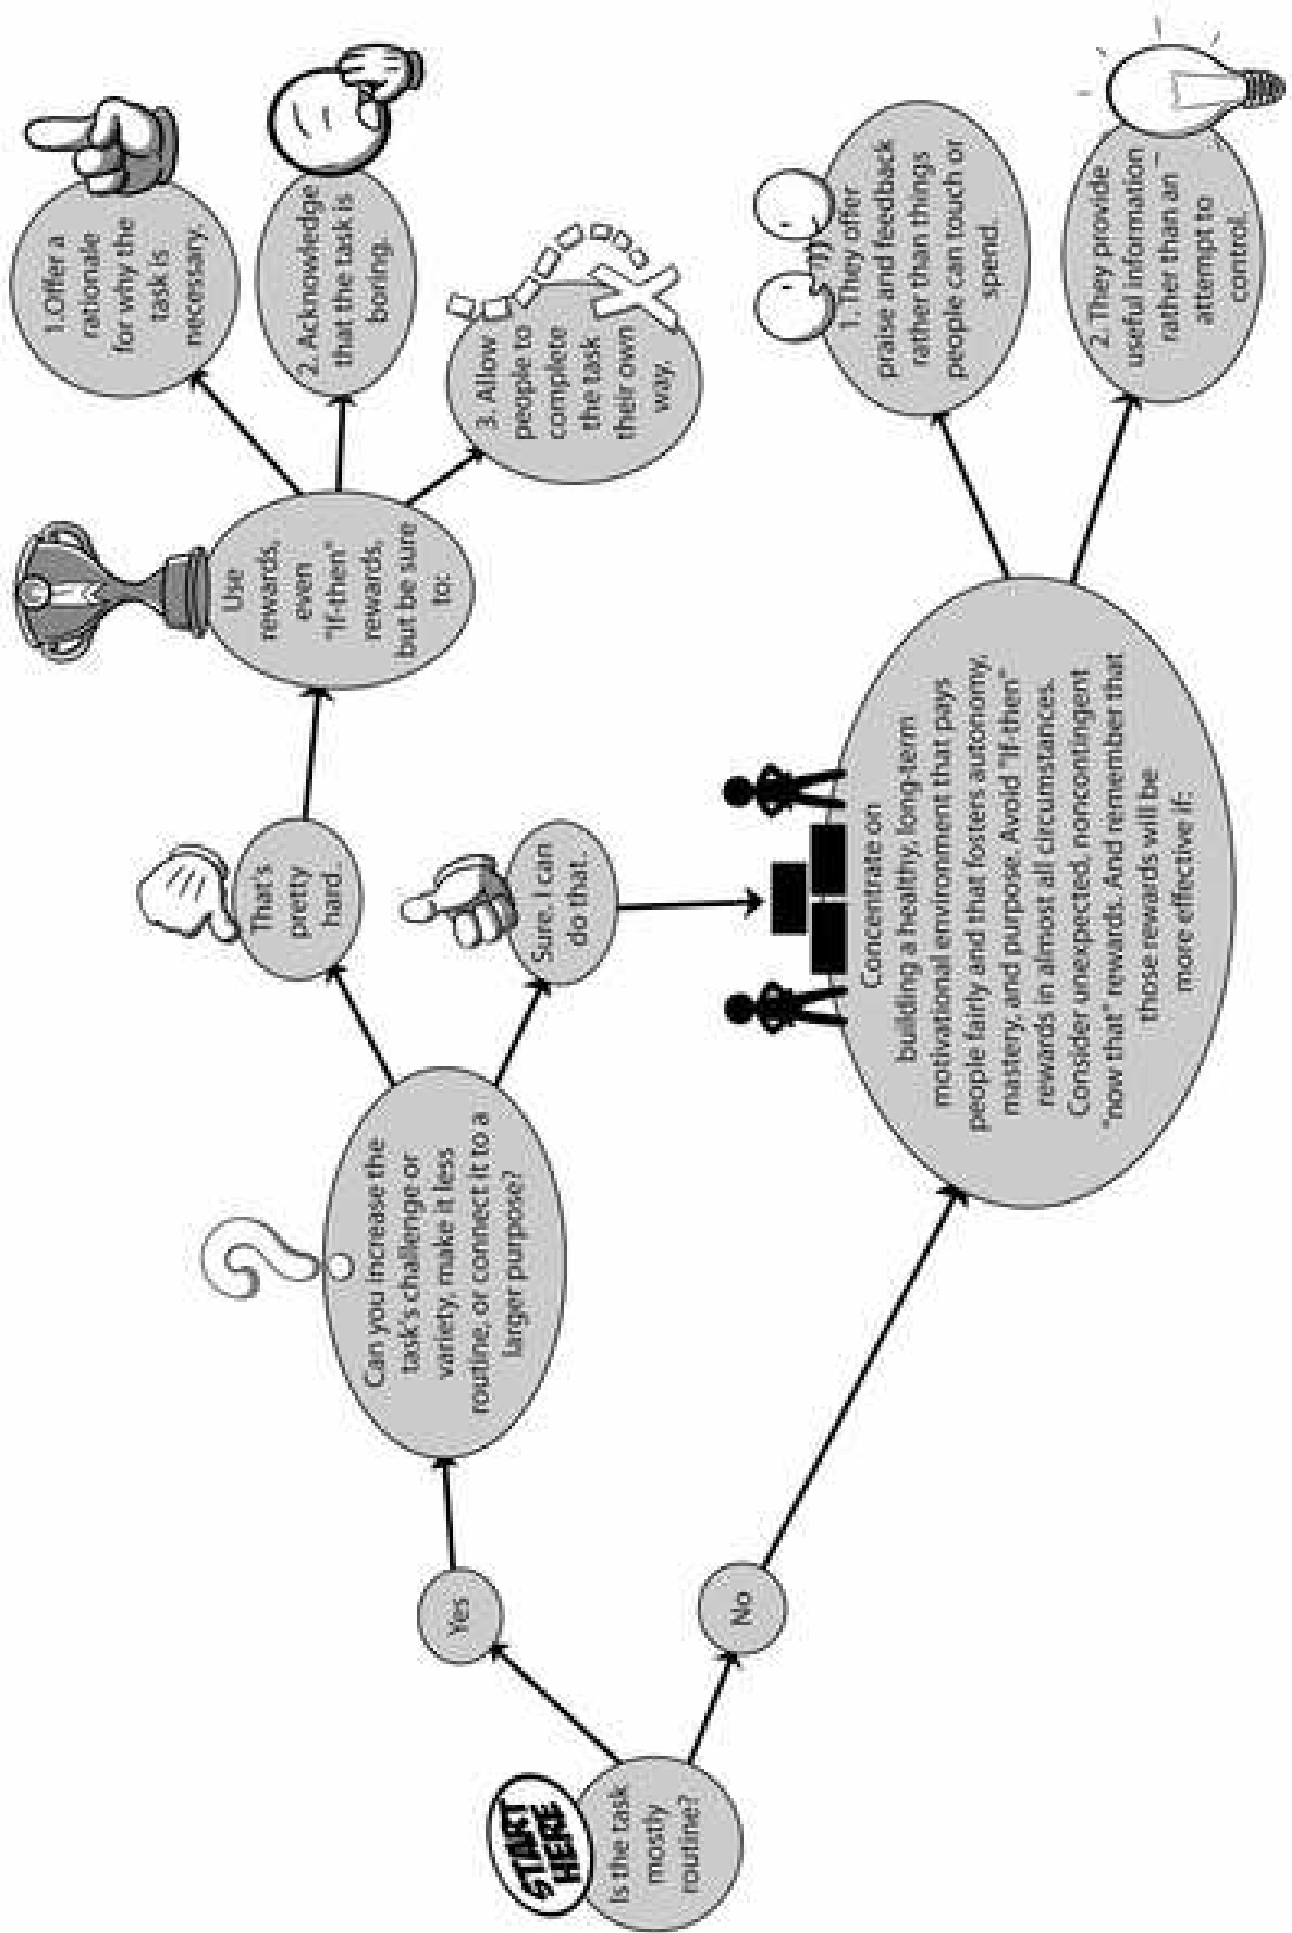 START
HERE
Is the task
mostly
routine?
Yes
No
Can you increase the
task's challenge or
variety, make it less
routine, or connect it to a
larger purpose?
That's
pretty
hard.
Sure, I can
do that.
Use
rewards,
even
"If-then"
rewards,
but be sure
to:
1.Offer a
rationale
for why the
task is
necessary.
2. Acknowledge
that the task is
boring.
3. Allow
people to
complete
the task
their own
way.
Concentrate on
building a healthy, long-term
motivational environment that pays
people fairly and that fosters autonomy,
mastery, and purpose. Avoid "If-then"
rewards in almost all circumstances.
Consider unexpected, noncontingent
"now that" rewards. And remember that
those rewards will be
more effective if:
1. They offer
praise and feedback
rather than things
people can touch or
spend.
2. They provide
useful information
rather than an
attempt to
control.